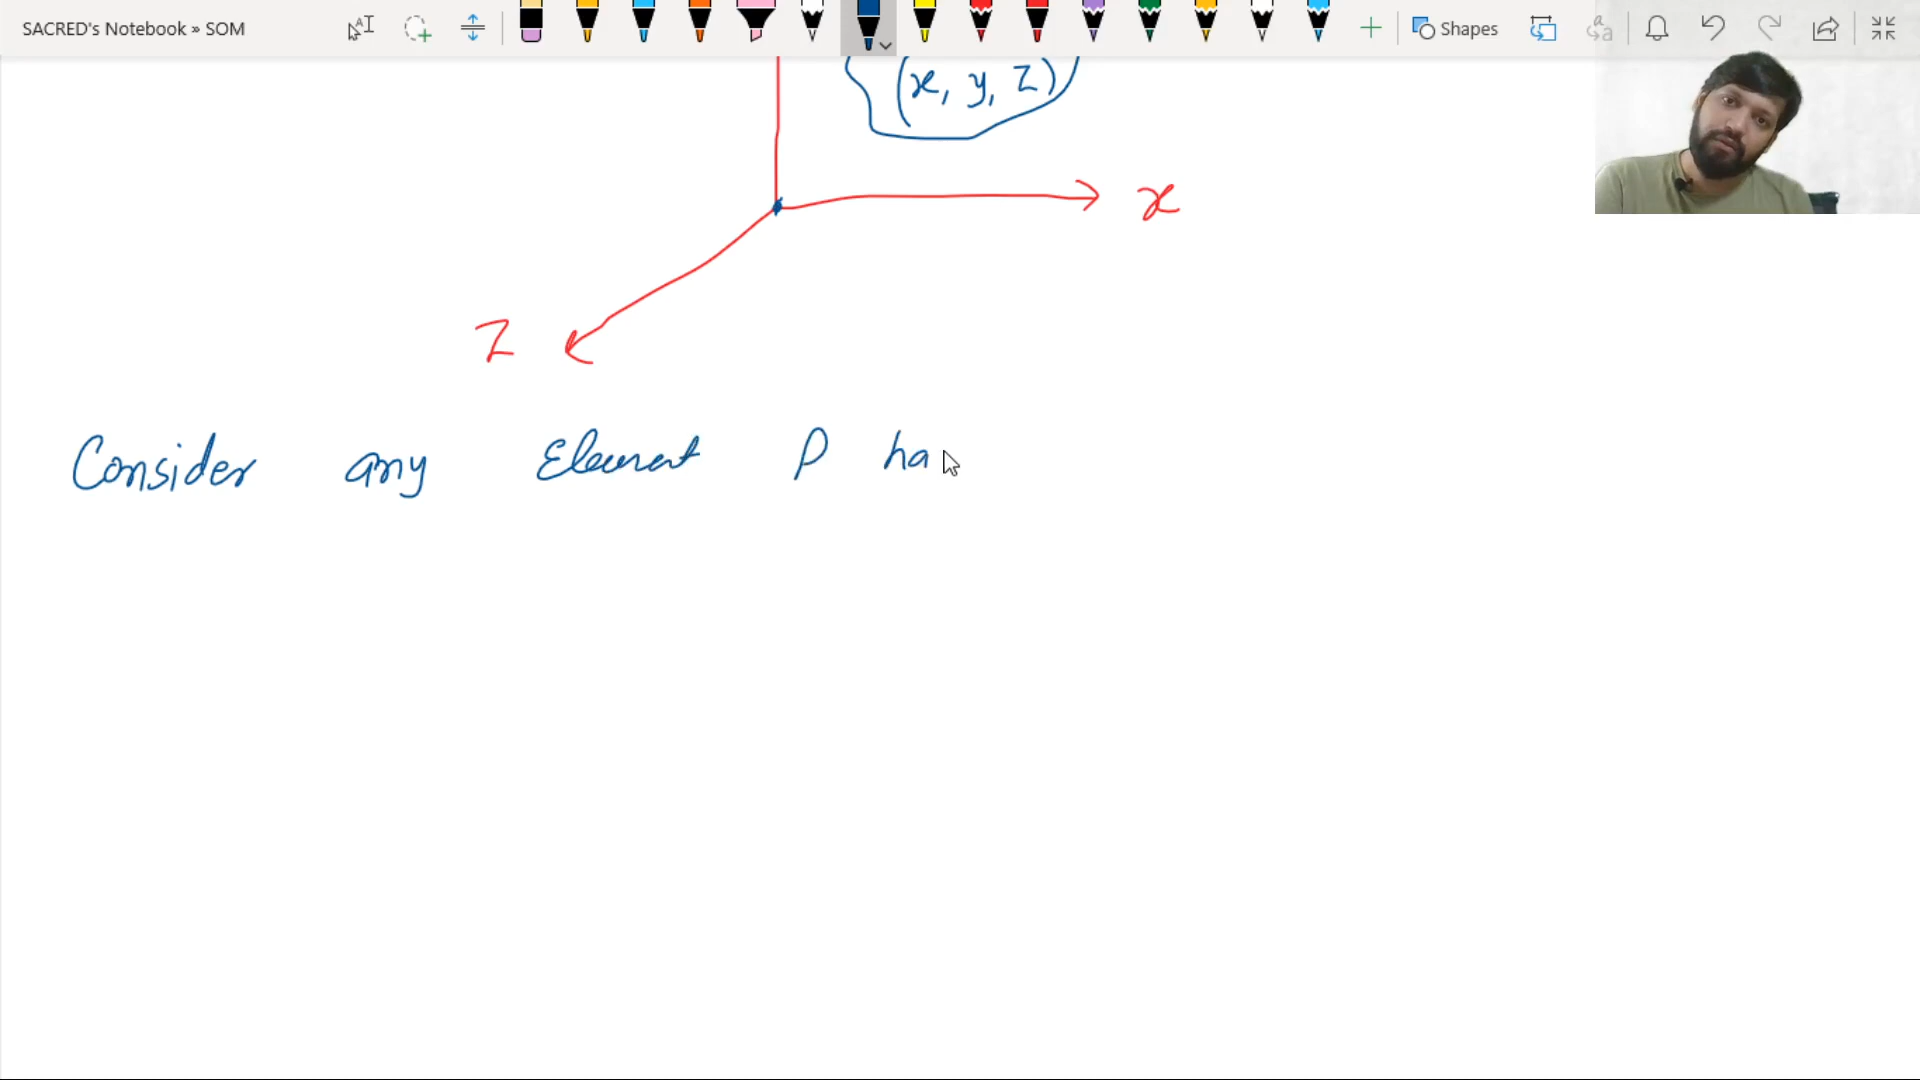 SACRED's Notebook » SOM
Shapes
(x, y, z)
x
z
Consider any Element P ha